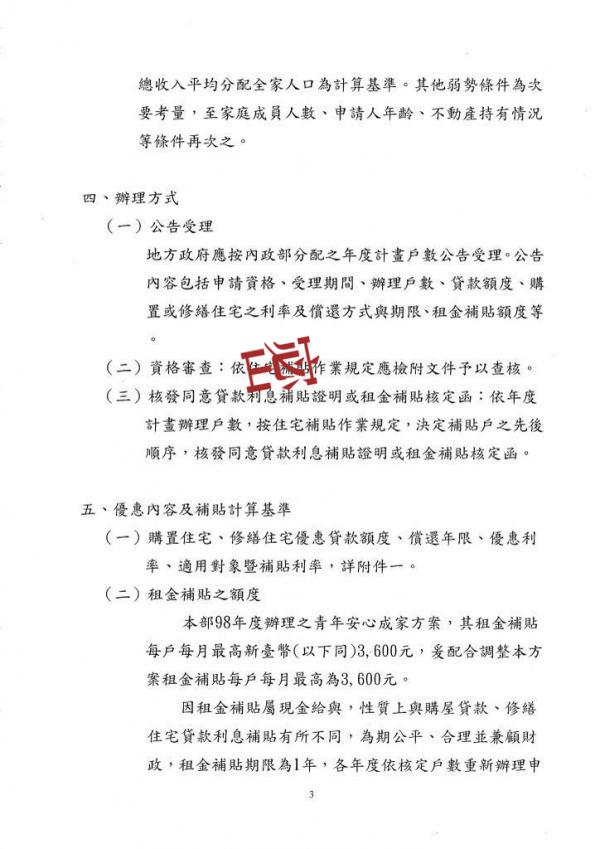 總收入平均分配全家人口為計算基準。其他弱勢條件為次
要考量，至家庭成員人數、申請人年齡、不動產持有情況
等條件再次之。
四、辦理方式
（一）公告受理
地方政府應按內政部分配之年度計畫戶數公告受理。公告
內容包括申請資格、受理期間、辦理戶數、貸款額度、購
置或修繕住宅之利率及償還方式與期限、租金補貼額度等
。
（二）資格審查：依住宅補貼作業規定應檢附文件予以查核。
（三）核發同意貸款利息補貼證明或租金補貼核定函：依年度
計畫辦理戶數，按住宅補貼作業規定，決定補貼戶之先後
順序，核發同意貸款利息補貼證明或租金補貼核定函。
五、優惠內容及補貼計算基準
（一）購置住宅、修繕住宅優惠貸款額度、償還年限、優惠利
率、適用對象暨補貼利率，詳附件一。
（二）租金補貼之額度
本部98年度辦理之青年安心成家方案，其租金補貼
每戶每月最高新臺幣(以下同)3,600元，爰配合調整本方
案租金補貼每戶每月最高為3,600元。
因租金補貼屬現金給與，性質上與購屋貸款、修繕
住宅貸款利息補貼有所不同，為期公平、合理並兼顧財
政，租金補貼期限為1年，各年度依核定戶數重新辦理申
3